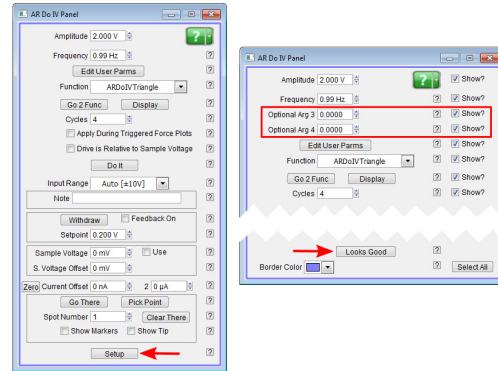 AR Do IV Panel
Amplitude 2.000 V ?
Frequency 0.99 Hz ?
Edit User Parms ?
Function ARDoIVTriangle ?
Go 2 Func Display ?
Cycles 4 ?
Apply During Triggered Force Plots ?
Drive is Relative to Sample Voltage ?
Do It ?
Input Range Auto [±10V] ?
Note ?
Withdraw Feedback On ?
Setpoint 0.200 V ?
Sample Voltage 0 mV Use ?
S. Voltage Offset 0 mV ?
Zero Current Offset 0 nA 2 0 µA ?
Go There Pick Point ?
Spot Number 1 Clear There ?
Show Markers Show Tip ?
Setup ?
AR Do IV Panel
Amplitude 2.000 V ? Show?
Frequency 0.99 Hz ? Show?
Optional Arg 3 0.0000 ? Show?
Optional Arg 4 0.0000 ? Show?
Edit User Parms ? Show?
Function ARDoIVTriangle ? Show?
Go 2 Func Display ? Show?
Cycles 4 ? Show?
Looks Good ?
Border Color ? Select All